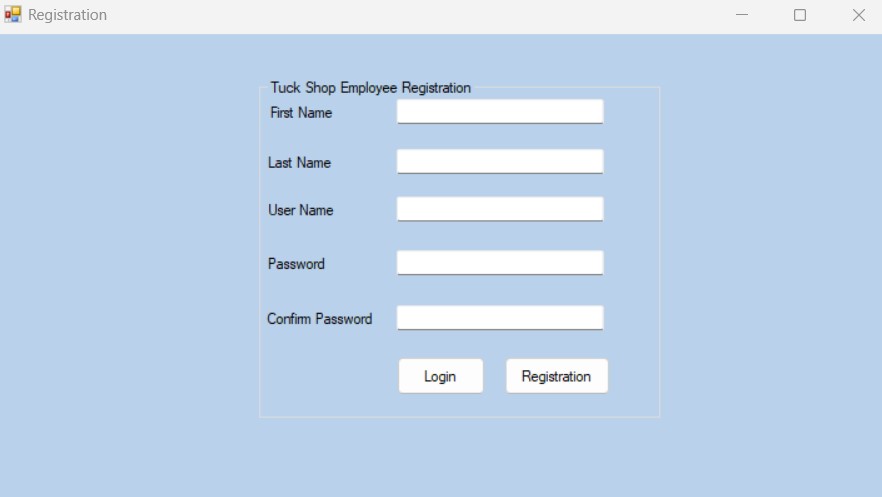 Registration
Tuck Shop Employee Registration
First Name
Last Name
User Name
Password
Confirm Password
Login Registration